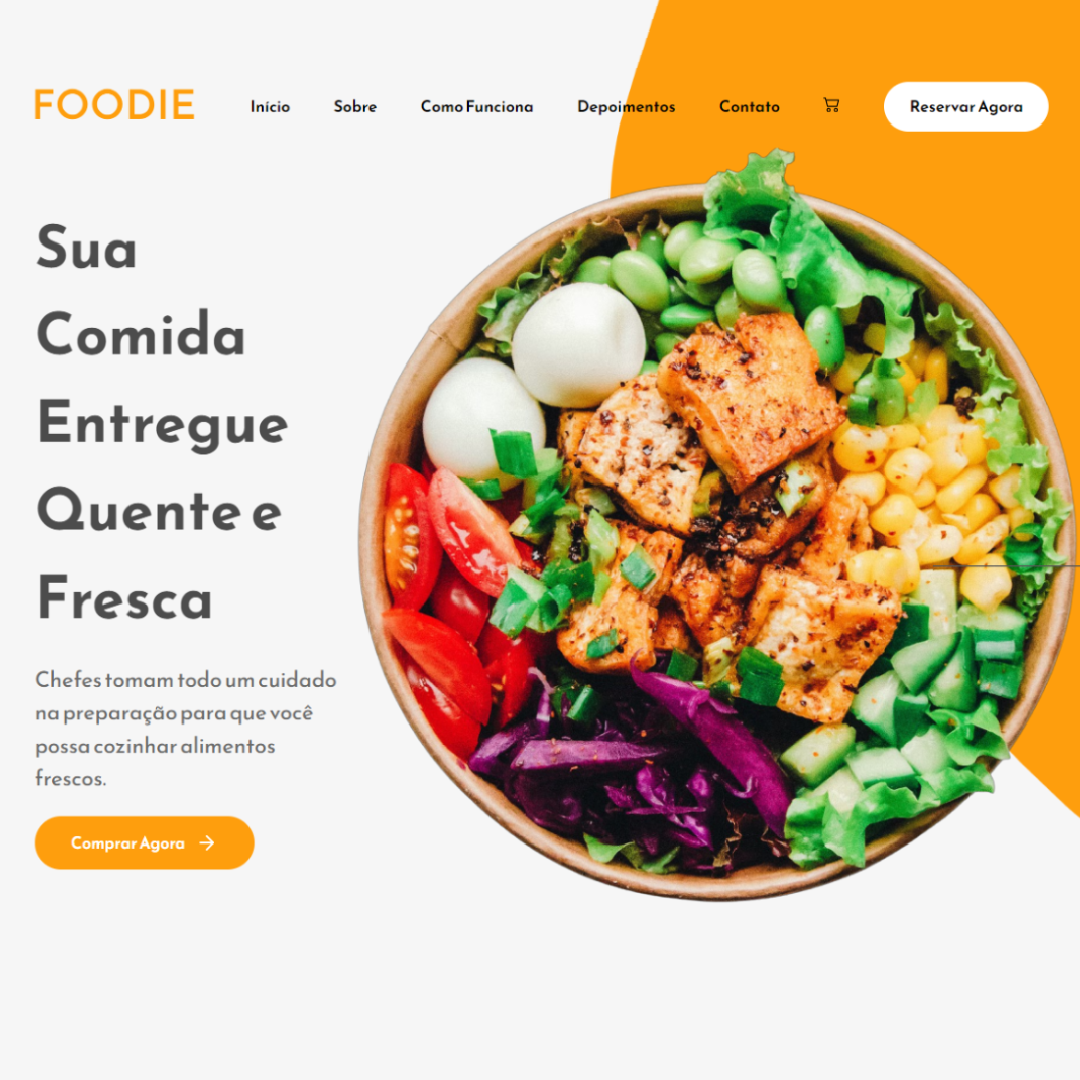 FOODIE
Início
Sobre
Como Funciona
Depoimentos
Contato
Reservar Agora
Sua
Comida
Entregue
Quente e
Fresca
Chefes tomam todo um cuidado
na preparação para que você
possa cozinhar alimentos
frescos.
Comprar Agora